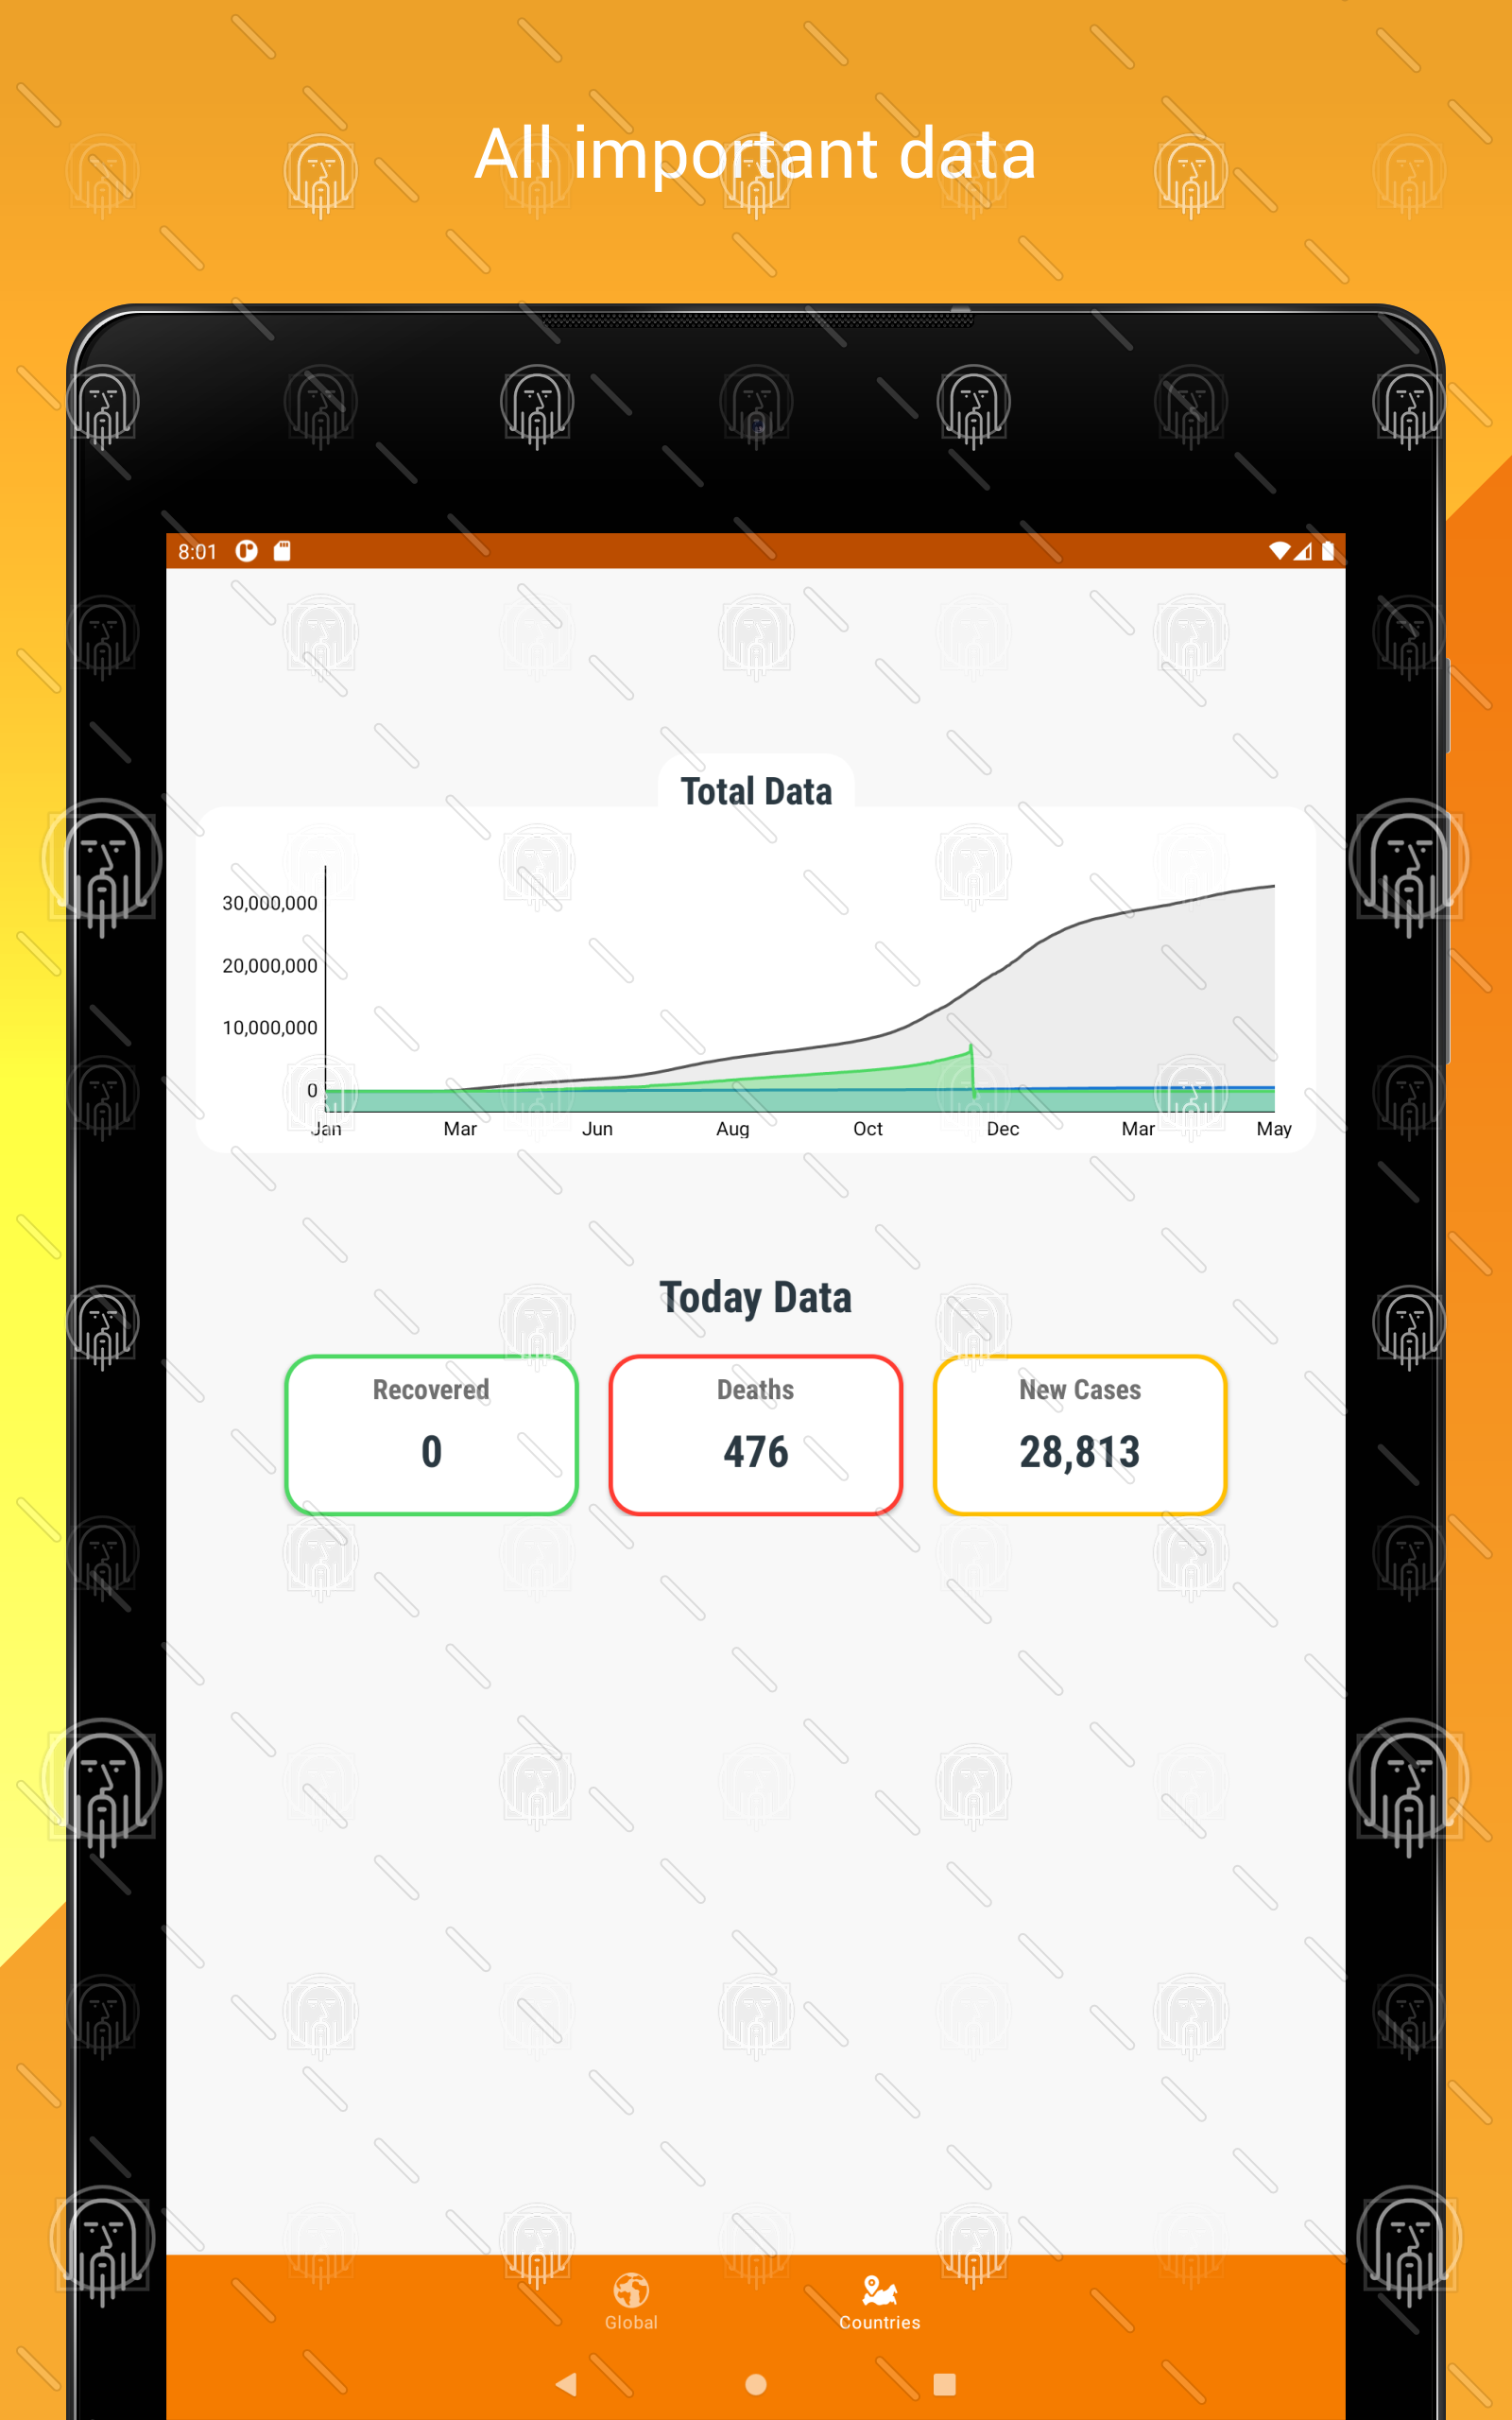 All important data
8:01
Total Data
30,000,000
20,000,000
10,000,000
0
Jan Mar Jun Aug Oct Dec Mar May
Today Data
Recovered Deaths New Cases
0 476 28,813
Global Countries